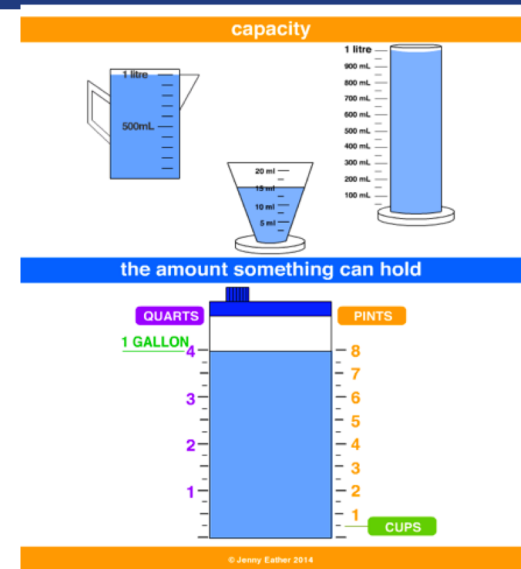 capacity
1 litre
500mL
20 ml
15 ml
10 ml
5 ml
1 litre
900 mL
800 mL
700 mL
600 mL
500 mL
400 mL
300 mL
200 mL
100 mL
the amount something can hold
QUARTS
PINTS
1 GALLON
4
3
2
1
8
7
6
5
4
3
2
1
CUPS
© Jenny Eather 2014